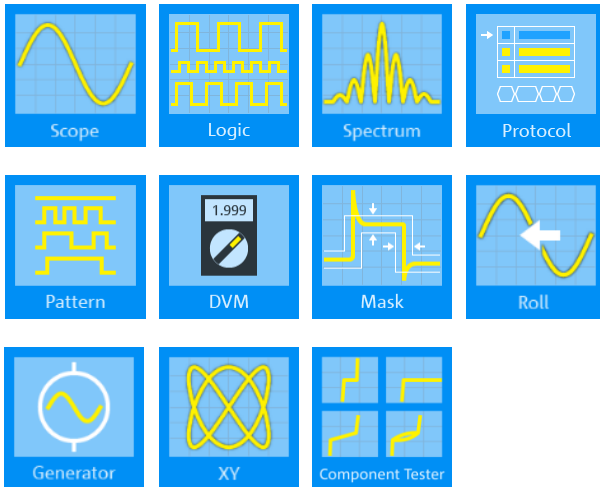 Scope
Logic
Spectrum
Protocol
Pattern
1.999
DVM
Mask
Roll
Generator
XY
Component Tester